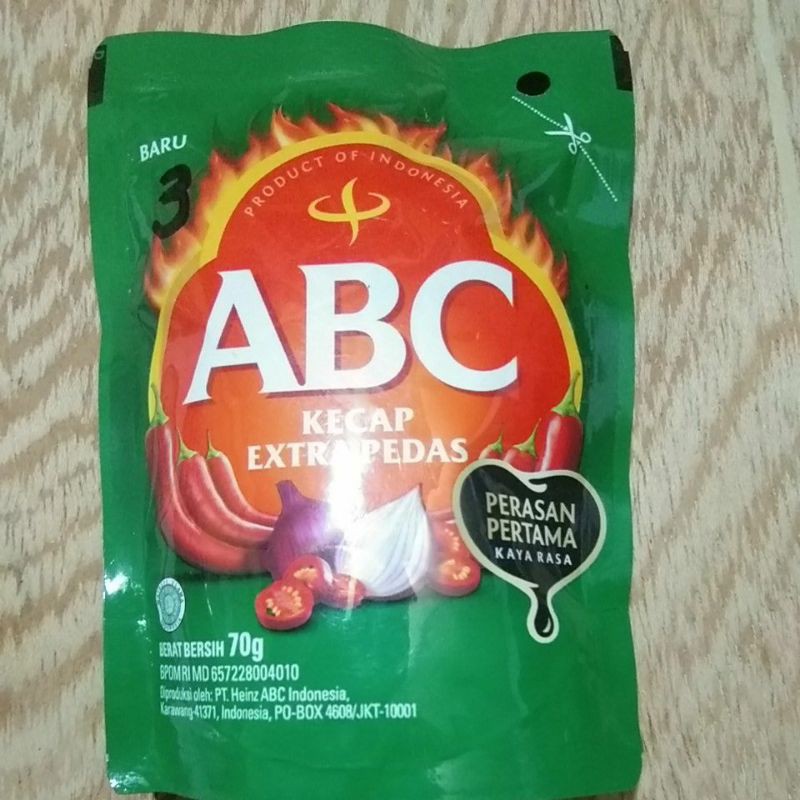 BARU
3
PRODUCT OF INDONESIA
ABC
KECAP
EXTRA PEDAS
PERASAN
PERTAMA
KAYA RASA
BERAT BERSIH 70g
BPOM RI MD 657228004010
Diproduksi oleh: PT. Heinz ABC Indonesia,
Karawang-41371, Indonesia, PO-BOX 4608/JKT-10001